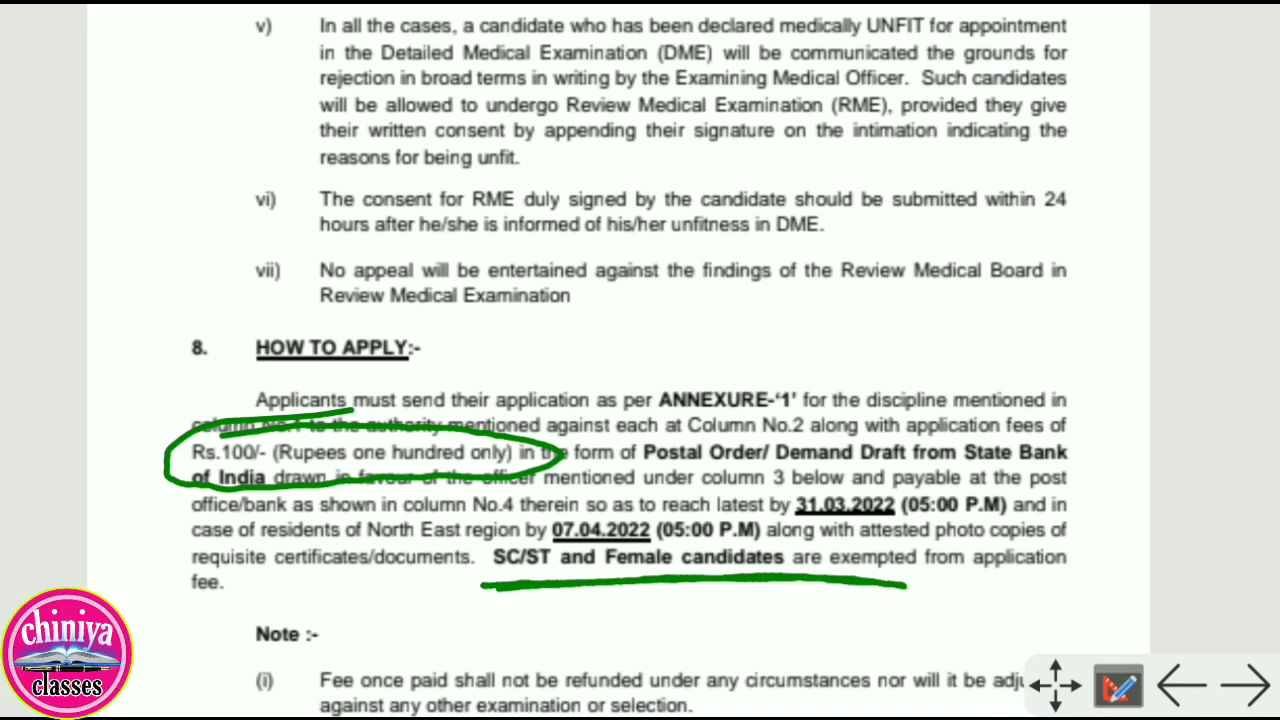 v) In all the cases, a candidate who has been declared medically UNFIT for appointment
in the Detailed Medical Examination (DME) will be communicated the grounds for
rejection in broad terms in writing by the Examining Medical Officer. Such candidates
will be allowed to undergo Review Medical Examination (RME), provided they give
their written consent by appending their signature on the intimation indicating the
reasons for being unfit.
vi) The consent for RME duly signed by the candidate should be submitted within 24
hours after he/she is informed of his/her unfitness in DME.
vii) No appeal will be entertained against the findings of the Review Medical Board in
Review Medical Examination
8. HOW TO APPLY:-
Applicants must send their application as per ANNEXURE-‘1’ for the discipline mentioned in
column No.1 to the authority mentioned against each at Column No.2 along with application fees of
Rs.100/- (Rupees one hundred only) in the form of Postal Order/ Demand Draft from State Bank
of India drawn in favour of the officer mentioned under column 3 below and payable at the post
office/bank as shown in column No.4 therein so as to reach latest by 31.03.2022 (05:00 P.M) and in
case of residents of North East region by 07.04.2022 (05:00 P.M) along with attested photo copies of
requisite certificates/documents. SC/ST and Female candidates are exempted from application
fee.
Note :-
(i) Fee once paid shall not be refunded under any circumstances nor will it be adju
against any other examination or selection.
chiniya
classes